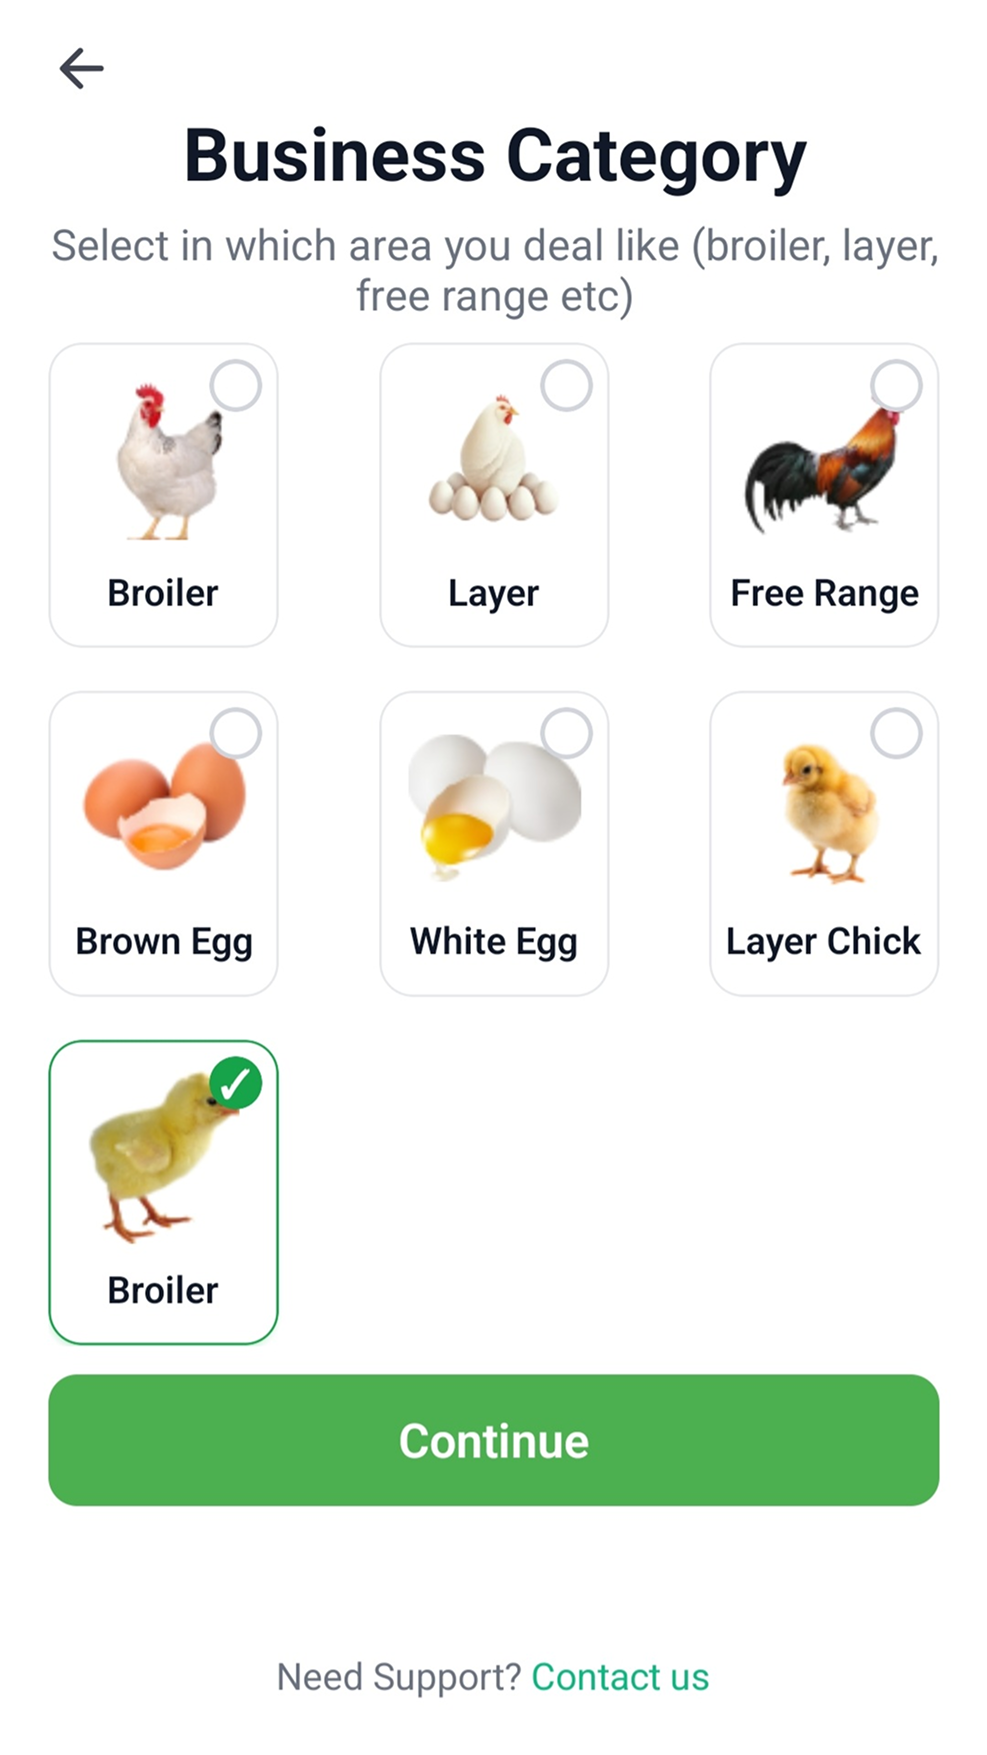 Business Category
Select in which area you deal like (broiler, layer,
free range etc)
Broiler
Layer
Free Range
Brown Egg
White Egg
Layer Chick
Broiler
Continue
Need Support? Contact us